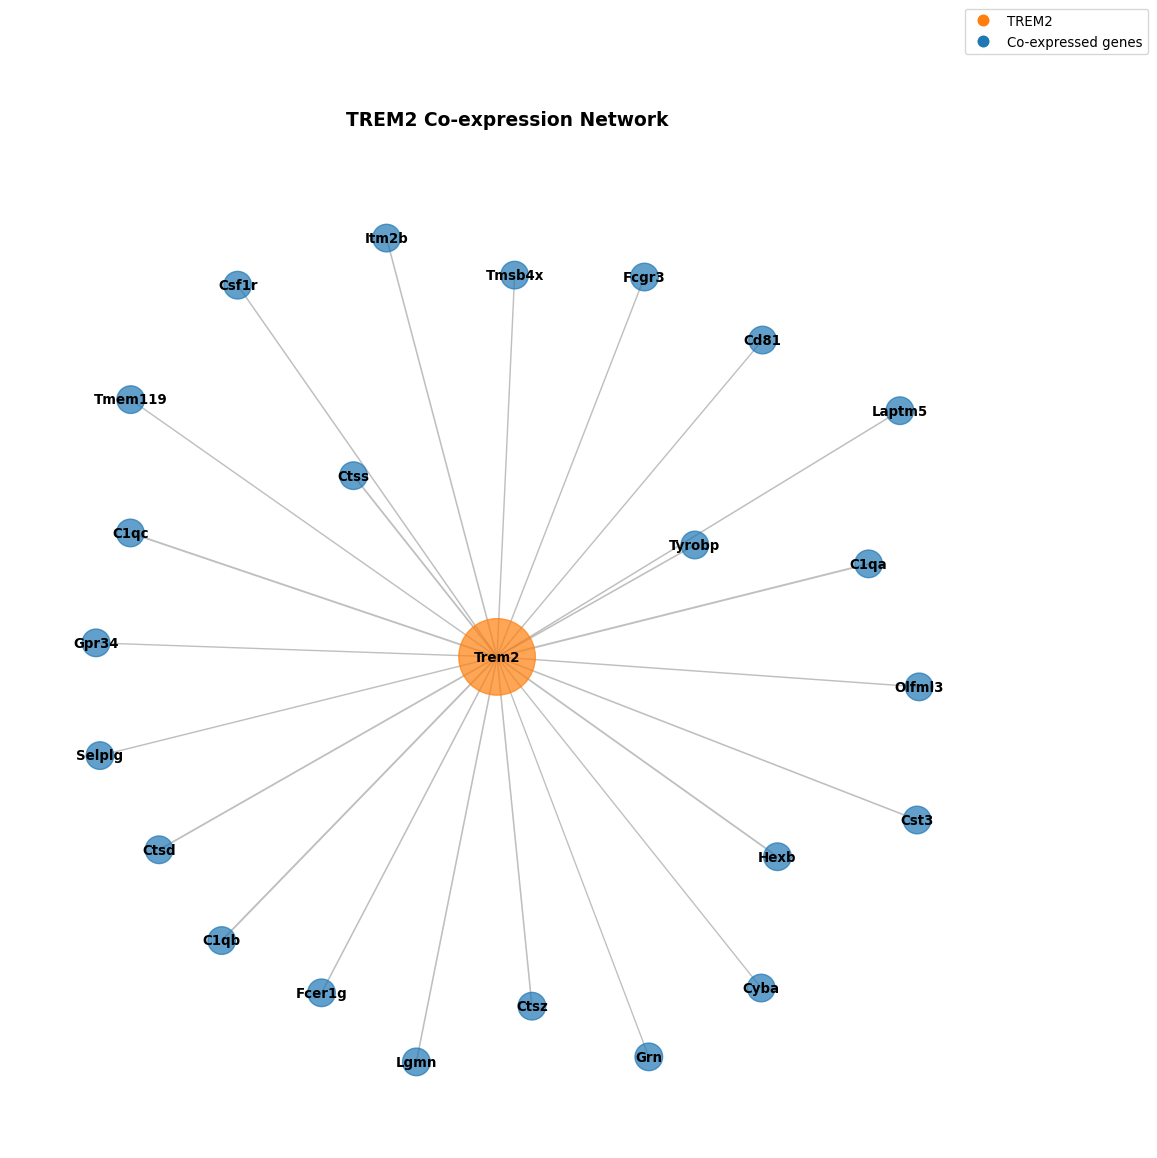 TREM2
Co-expressed genes
TREM2 Co-expression Network
Itm2b
Tmsb4x
Fcgr3
Csf1r
Cd81
Tmem119
Laptm5
Ctss
C1qc
Tyrobp
C1qa
Gpr34
Trem2
Olfml3
Selplg
Cst3
Ctsd
Hexb
C1qb
Cyba
Fcer1g
Ctsz
Grn
Lgmn